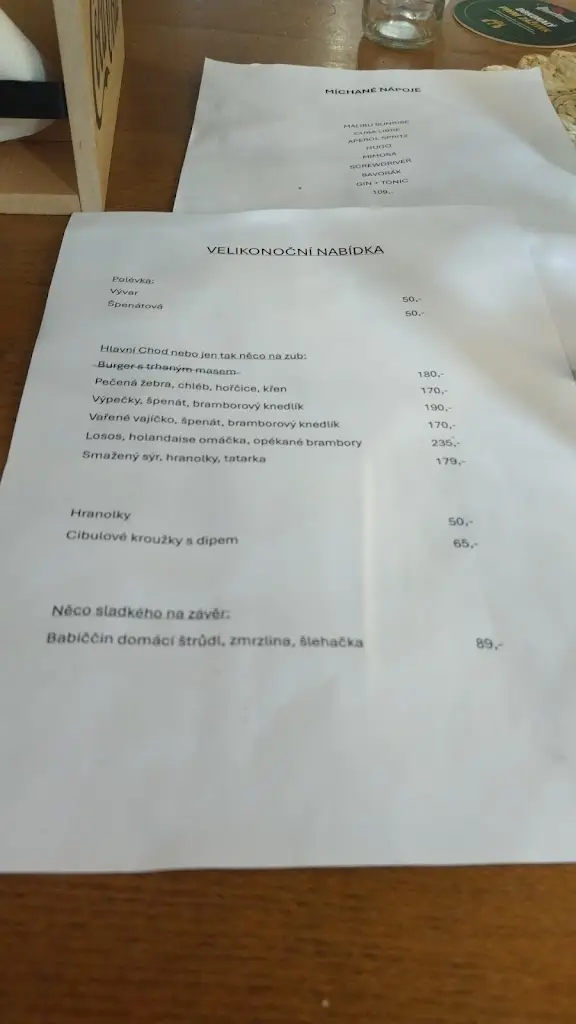 MÍCHANÉ NÁPOJE
MALIBU SUNRISE
CUBA LIBRE
APEROL SPRITZ
HUGO
MIMOSA
SCREWDRIVER
BAVORÁK
GIN + TONIC
109,-
VELIKONOČNÍ NABÍDKA
Polévka:
Vývar 50,-
Špenátová 50,-
Hlavní Chod nebo jen tak něco na zub:
Burger s trhaným masem 180,-
Pečená žebra, chléb, hořčice, křen 170,-
Výpečky, špenát, bramborový knedlík 190,-
Vařené vajíčko, špenát, bramborový knedlík 170,-
Losos, holandaise omáčka, opékané brambory 235,-
Smažený sýr, hranolky, tatarka 179,-
Hranolky 50,-
Cibulové kroužky s dipem 65,-
Něco sladkého na závěr:
Babiččin domácí štrůdl, zmrzlina, šlehačka 89,-